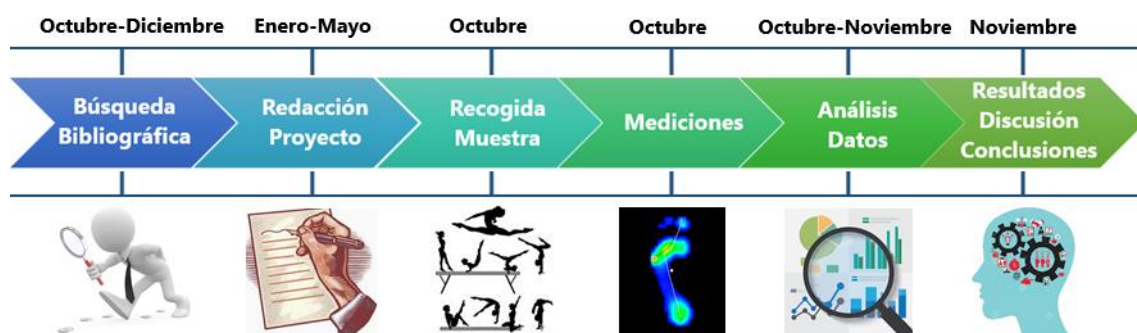 Octubre-Diciembre
Enero-Mayo
Octubre
Octubre
Octubre-Noviembre
Noviembre
Búsqueda
Bibliográfica
Redacción
Proyecto
Recogida
Muestra
Mediciones
Análisis
Datos
Resultados
Discusión
Conclusiones